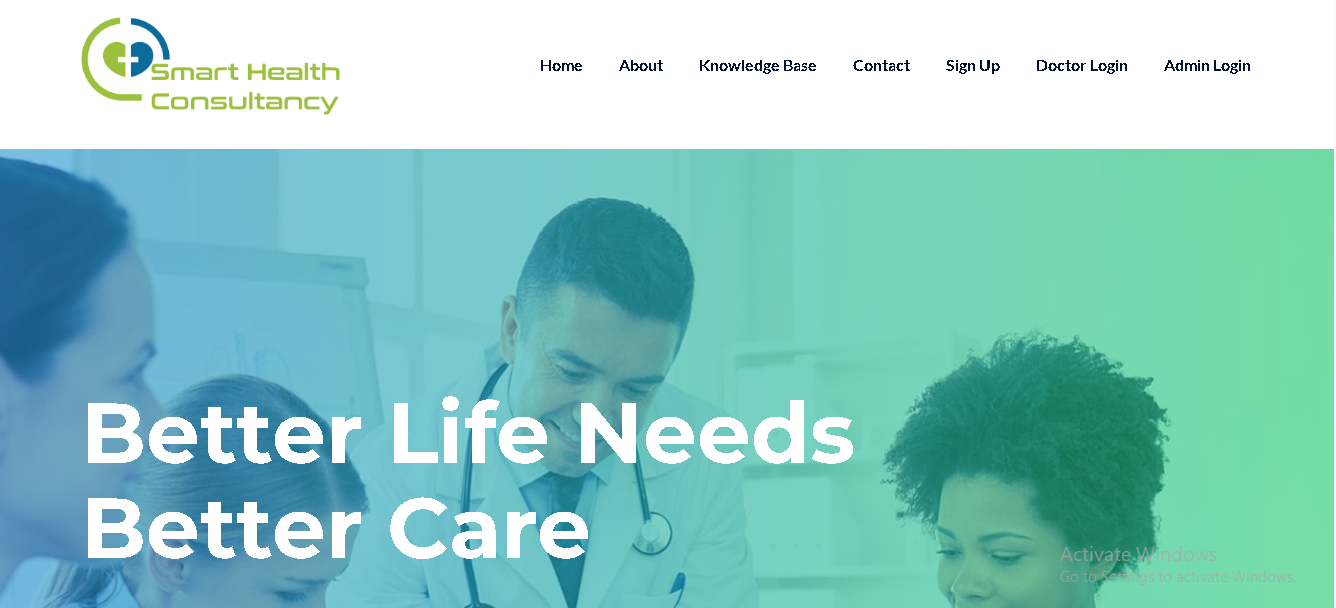 Smart Health
Consultancy
Home About Knowledge Base Contact Sign Up Doctor Login Admin Login
Better Life Needs
Better Care
Activate Windows
Go to Settings to activate Windows.